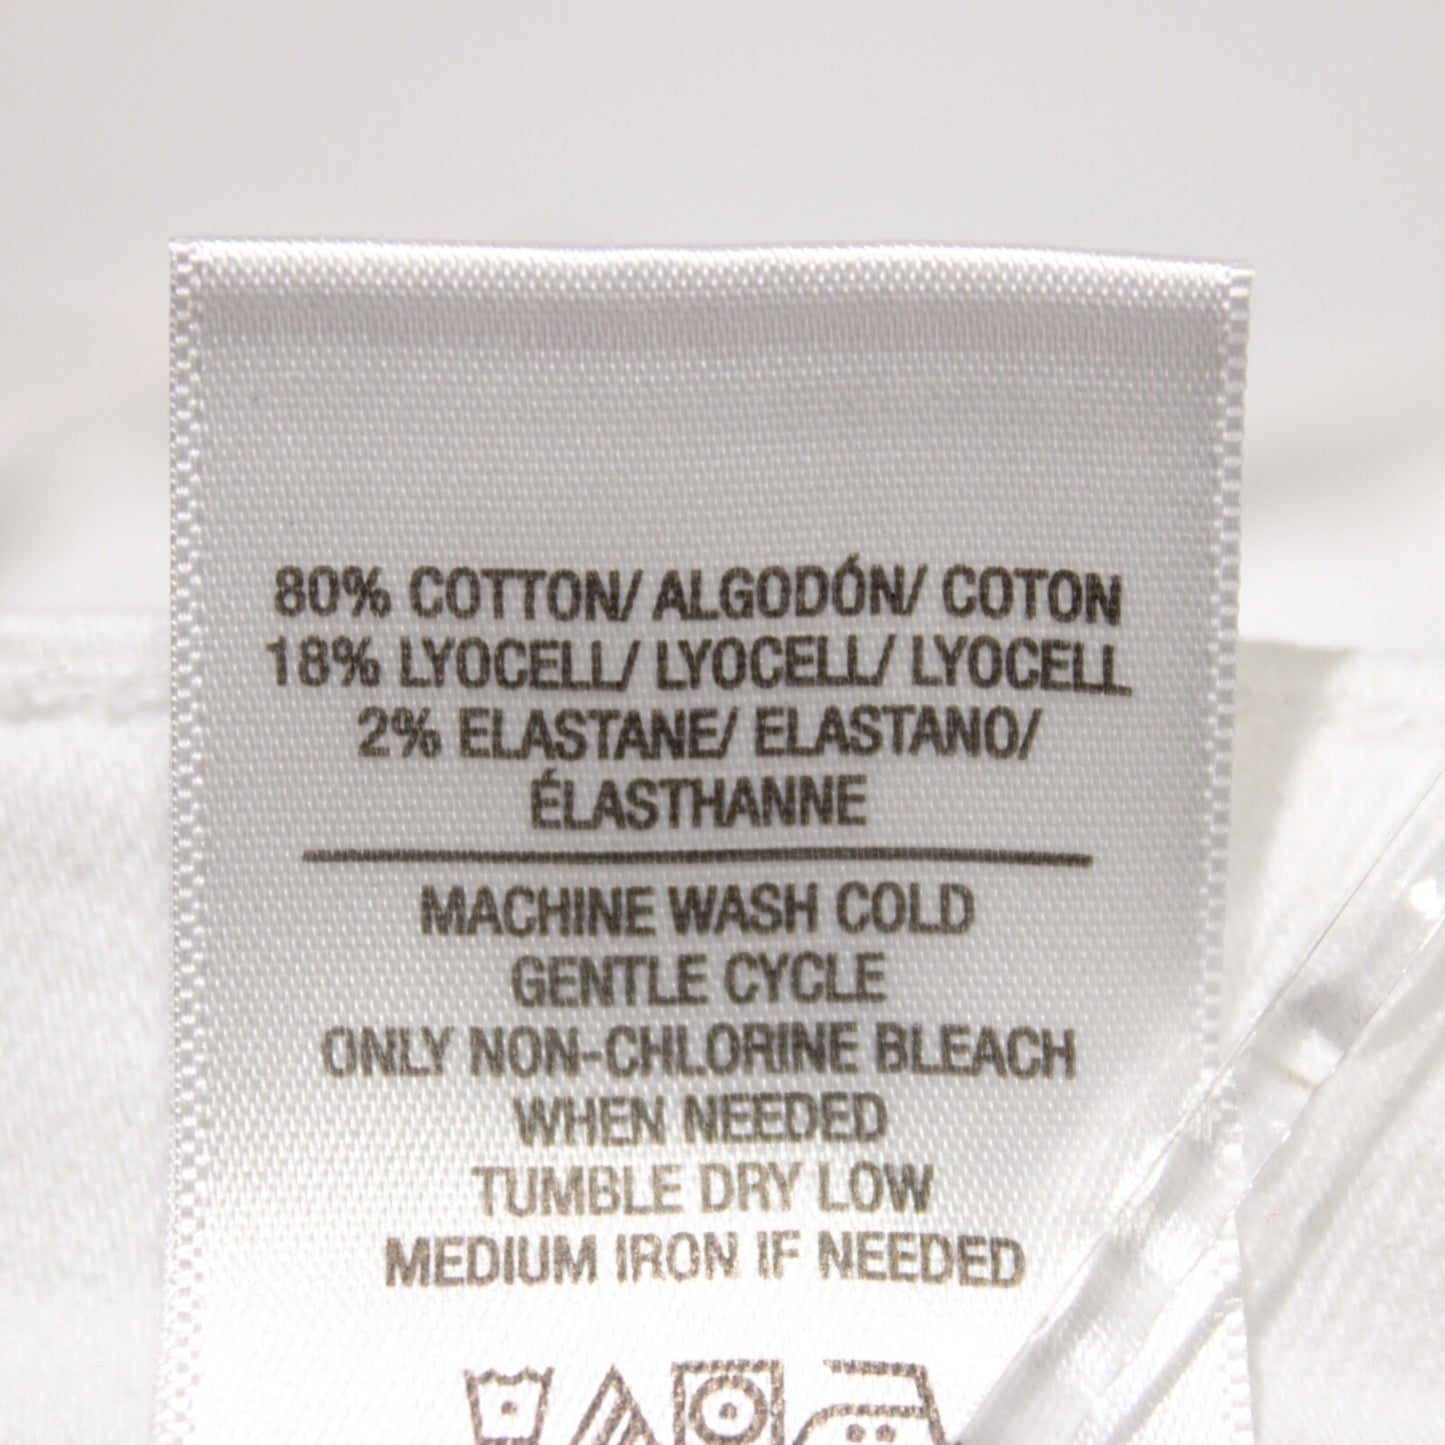 80% COTTON/ ALGODÓN/ COTON
18% LYOCELL/ LYOCELL/ LYOCELL
2% ELASTANE/ ELASTANO/
ÉLASTHANNE
MACHINE WASH COLD
GENTLE CYCLE
ONLY NON-CHLORINE BLEACH
WHEN NEEDED
TUMBLE DRY LOW
MEDIUM IRON IF NEEDED